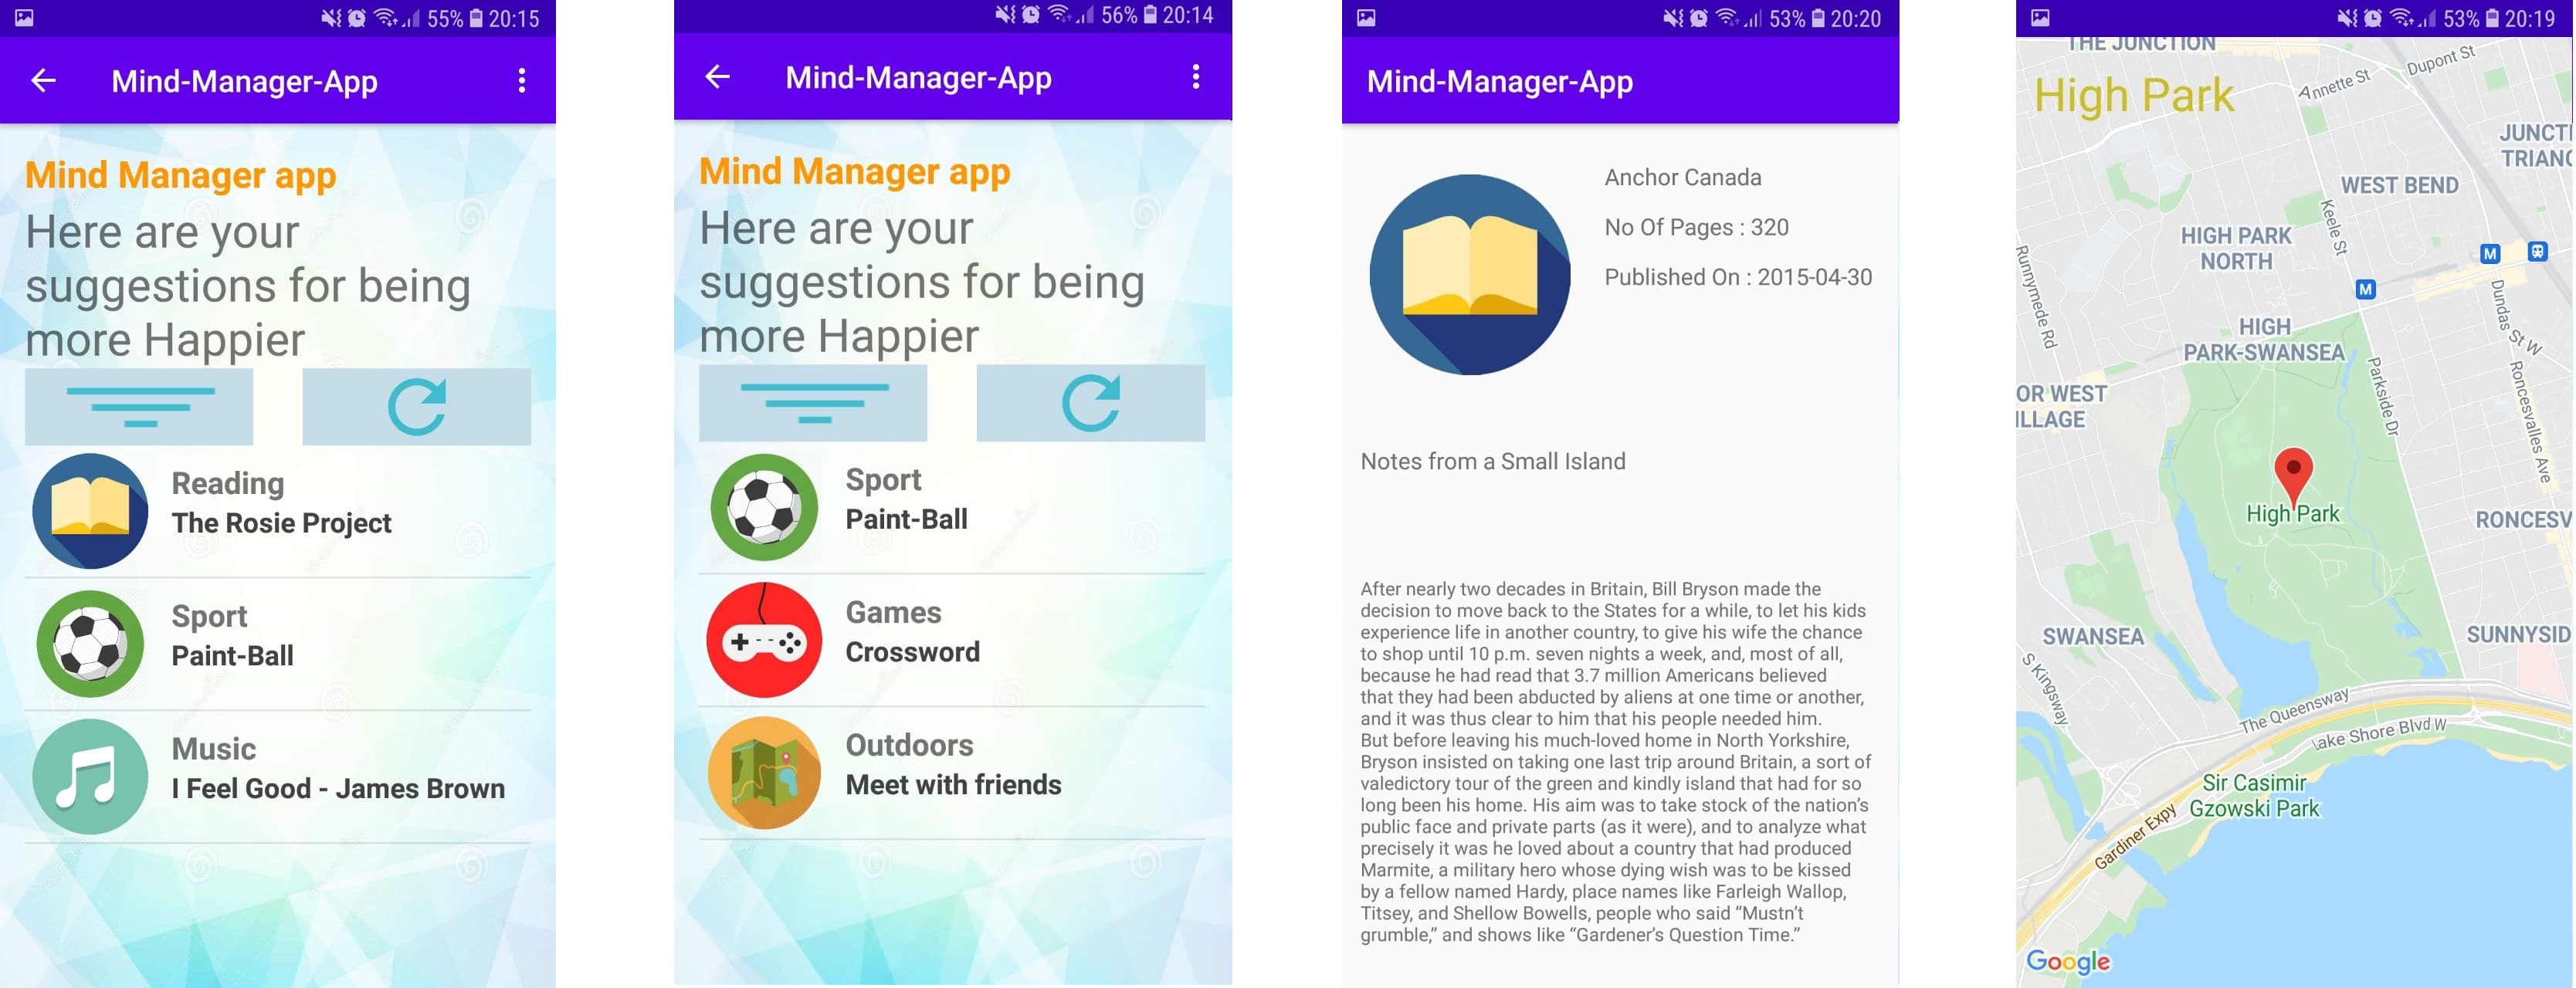 55% 20:15
Mind-Manager-App
Mind Manager app
Here are your
suggestions for being
more Happier
Reading
The Rosie Project
Sport
Paint-Ball
Music
I Feel Good - James Brown
56% 20:14
Mind-Manager-App
Mind Manager app
Here are your
suggestions for being
more Happier
Sport
Paint-Ball
Games
Crossword
Outdoors
Meet with friends
53% 20:20
Mind-Manager-App
Anchor Canada
No Of Pages : 320
Published On : 2015-04-30
Notes from a Small Island
After nearly two decades in Britain, Bill Bryson made the
decision to move back to the States for a while, to let his kids
experience life in another country, to give his wife the chance
to shop until 10 p.m. seven nights a week, and, most of all,
because he had read that 3.7 million Americans believed
that they had been abducted by aliens at one time or another,
and it was thus clear to him that his people needed him.
But before leaving his much-loved home in North Yorkshire,
Bryson insisted on taking one last trip around Britain, a sort of
valedictory tour of the green and kindly island that had for so
long been his home. His aim was to take stock of the nation’s
public face and private parts (as it were), and to analyze what
precisely it was he loved about a country that had produced
Marmite, a military hero whose dying wish was to be kissed
by a fellow named Hardy, place names like Farleigh Wallop,
Titsey, and Shellow Bowells, people who said “Mustn’t
grumble,” and shows like “Gardener’s Question Time.”
53% 20:19
THE JUNCTION
Dupont St
High Park
Annette St
JUNCTI
TRIANG
WEST BEND
Keele St
HIGH PARK
NORTH
Runnymede Rd
M
M
Dundas St W
HIGH
PARK-SWANSEA
Parkside Dr
Roncesvalles Ave
OR WEST
ILLAGE
High Park
RONCESV
SWANSEA
SUNNYSID
S Kingsway
The Queensway
Lake Shore Blvd W
Sir Casimir
Gzowski Park
Gardiner Expy
Google